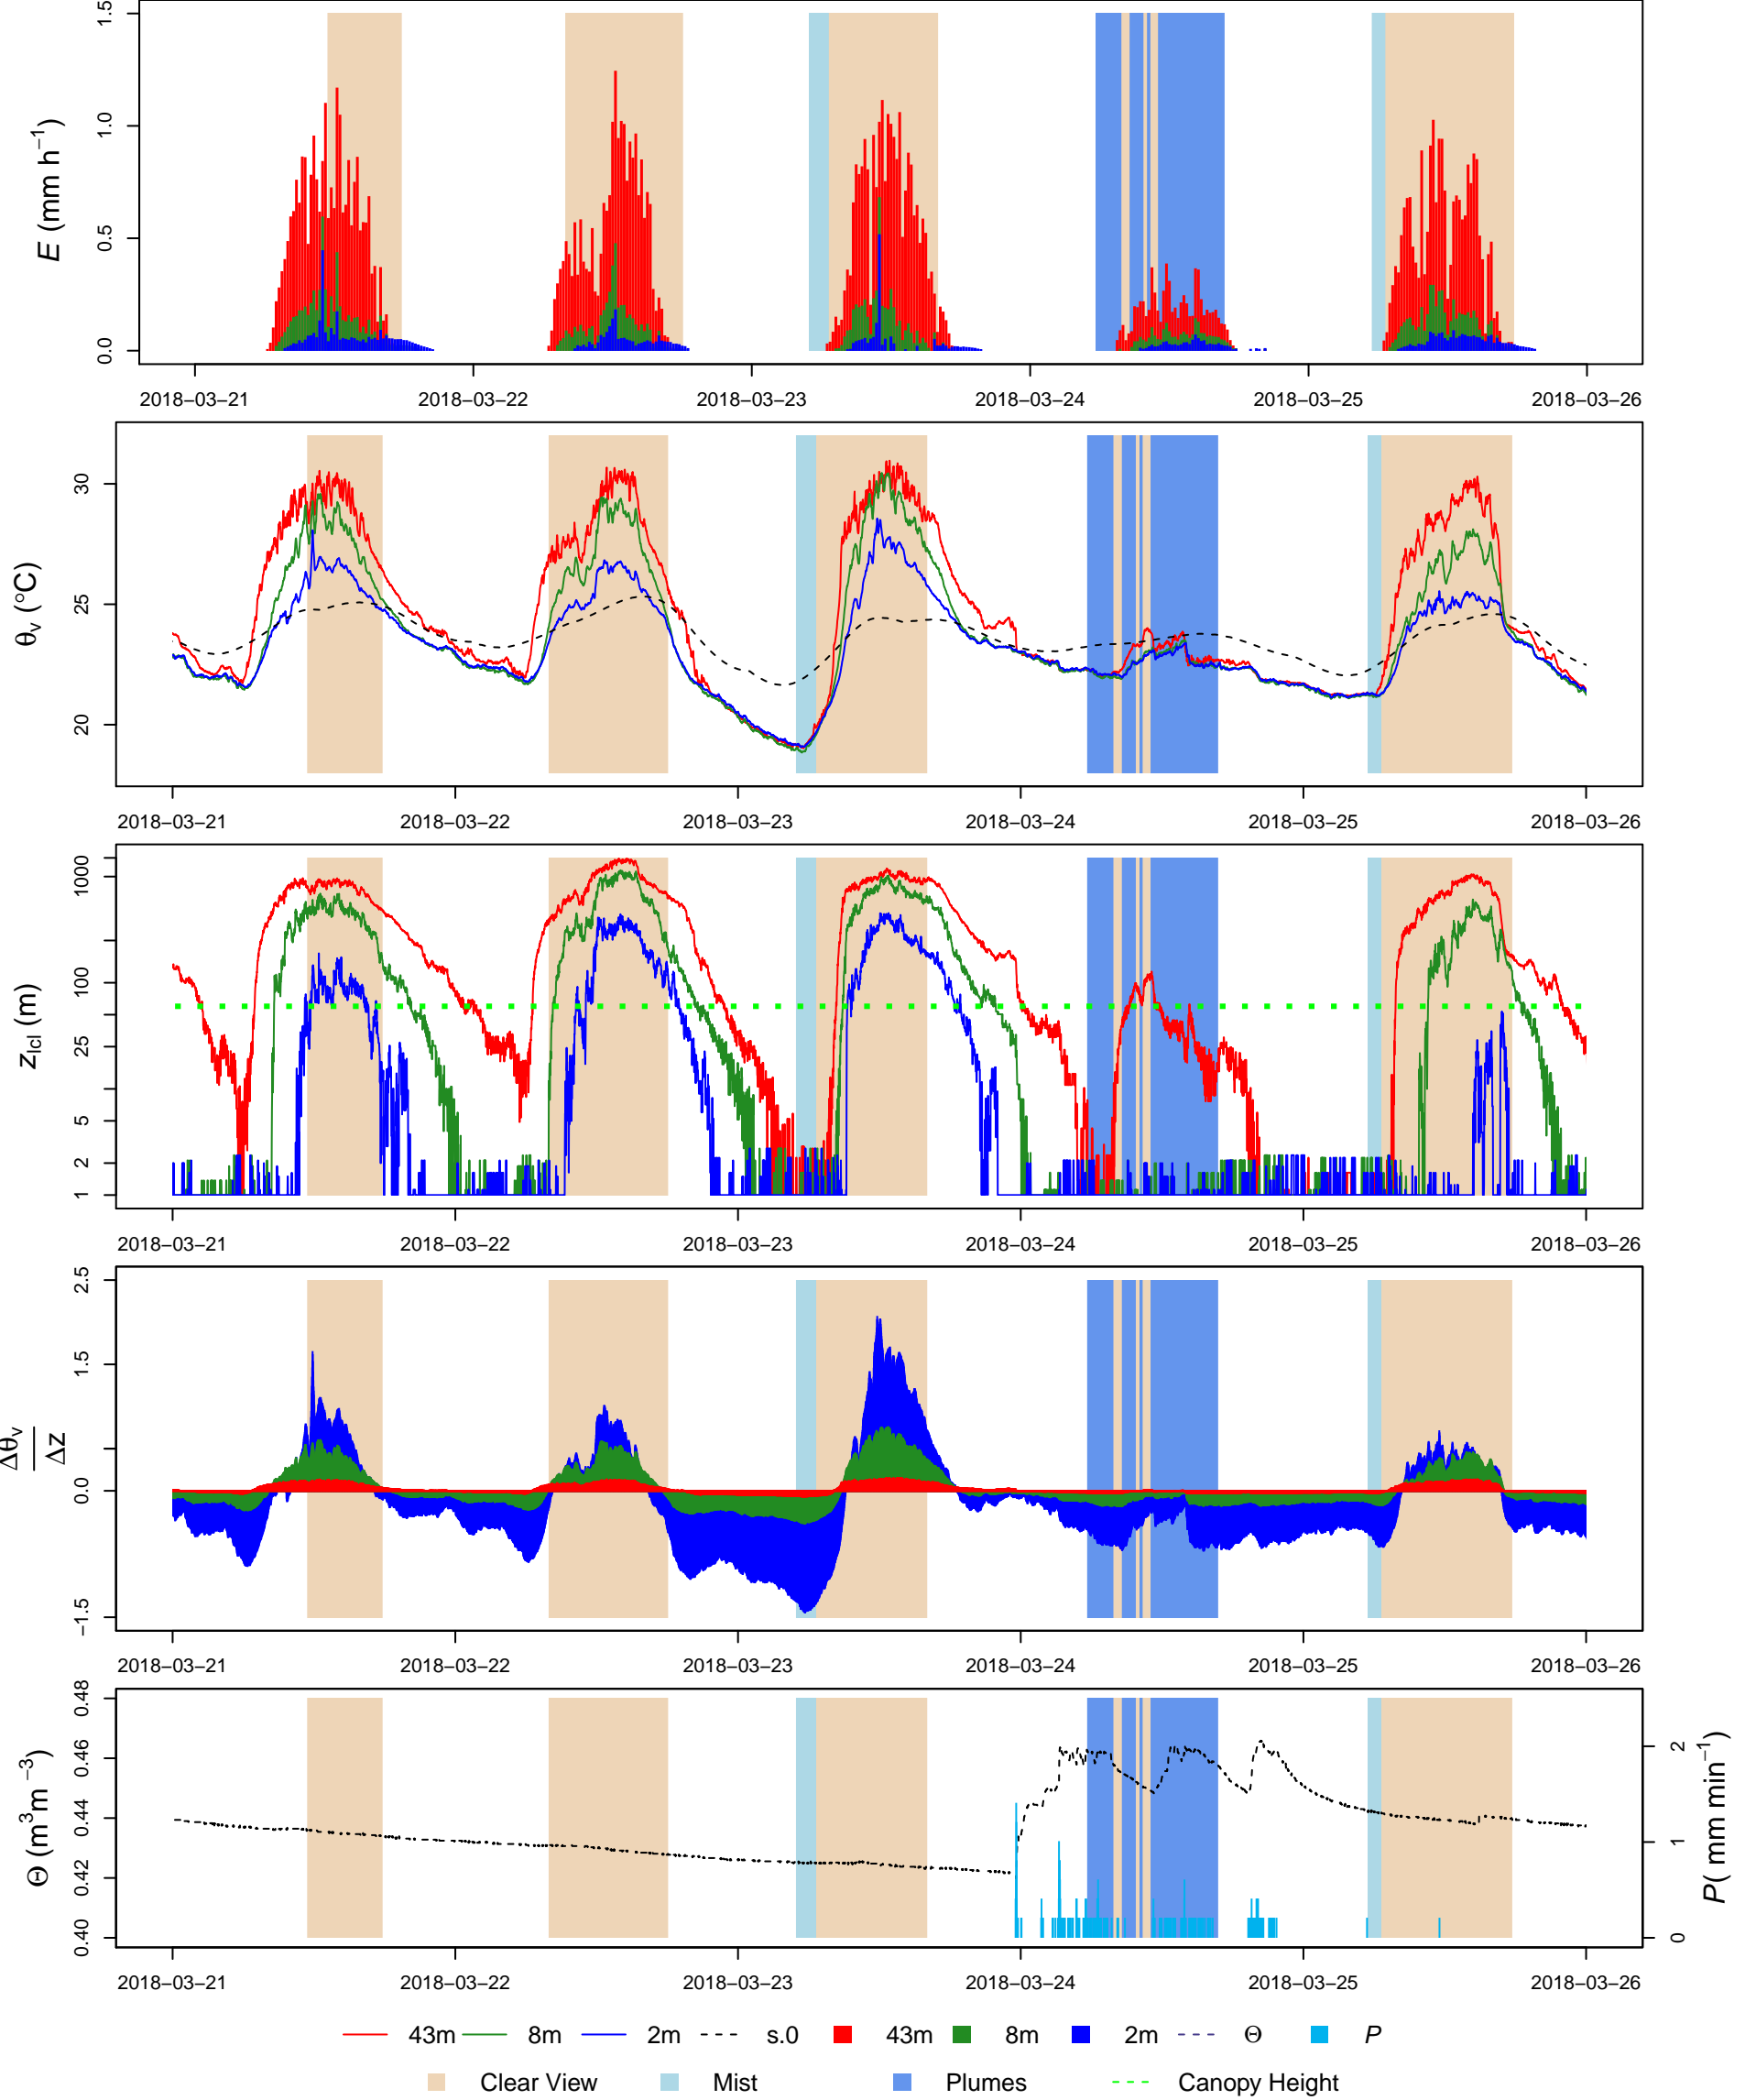 E (mm h−1)
0.0 0.5 1.0 1.5
2018−03−21 2018−03−22 2018−03−23 2018−03−24 2018−03−25 2018−03−26
θv (°C)
20 25 30
2018−03−21 2018−03−22 2018−03−23 2018−03−24 2018−03−25 2018−03−26
zlcl (m)
1 2 5 25 100 1000
2018−03−21 2018−03−22 2018−03−23 2018−03−24 2018−03−25 2018−03−26
Δθv
Δz
−1.5 0.0 1.5 2.5
2018−03−21 2018−03−22 2018−03−23 2018−03−24 2018−03−25 2018−03−26
Θ (m3m−3)
0.40 0.42 0.44 0.46 0.48
0 1 2
P( mm min−1)
2018−03−21 2018−03−22 2018−03−23 2018−03−24 2018−03−25 2018−03−26
43m 8m 2m s.0 43m 8m 2m Θ P
Clear View Mist Plumes Canopy Height